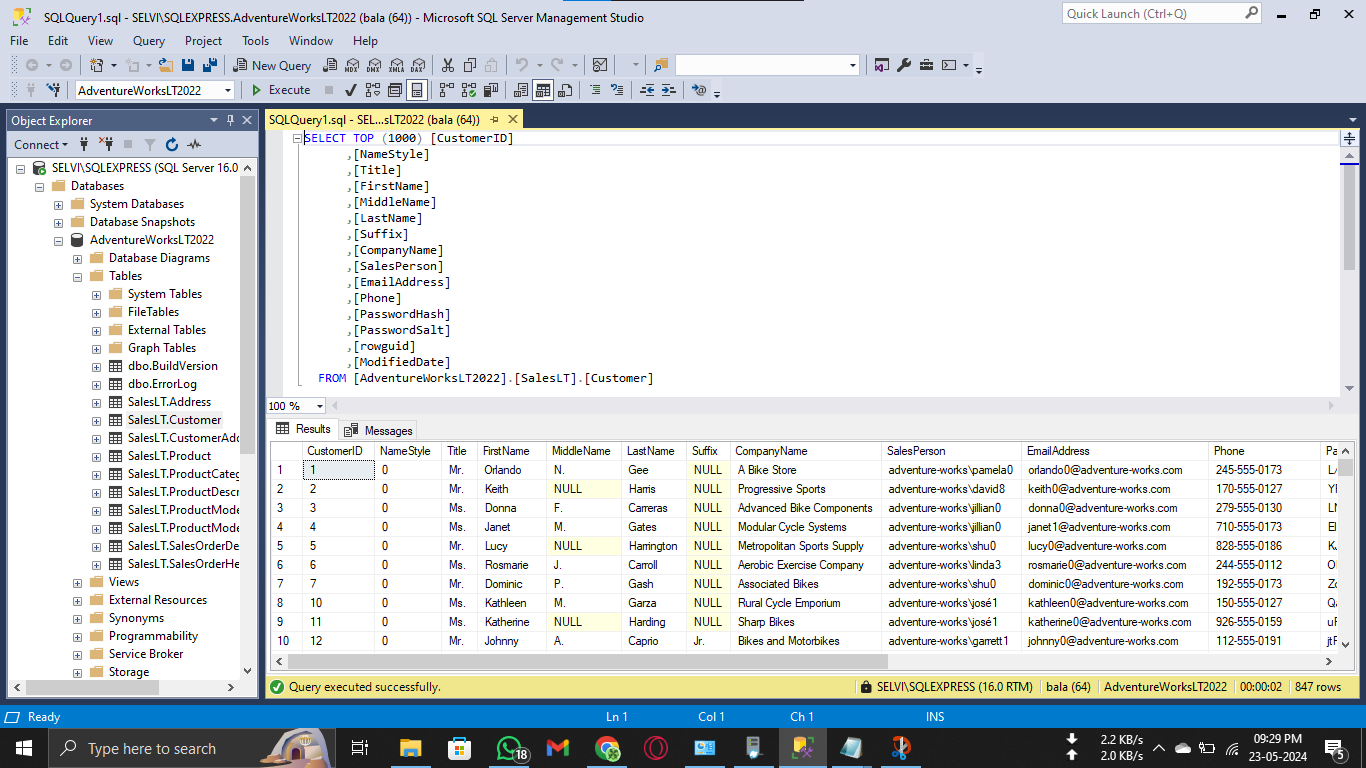 SQLQuery1.sql - SELVI\SQLEXPRESS.AdventureWorksLT2022 (bala (64)) - Microsoft SQL Server Management Studio
Quick Launch (Ctrl+Q)
File Edit View Query Project Tools Window Help
New Query MDX DMX XMLA DAX
AdventureWorksLT2022 Execute
Object Explorer
Connect
SELVI\SQLEXPRESS (SQL Server 16.0
Databases
System Databases
Database Snapshots
AdventureWorksLT2022
Database Diagrams
Tables
System Tables
FileTables
External Tables
Graph Tables
dbo.BuildVersion
dbo.ErrorLog
SalesLT.Address
SalesLT.Customer
SalesLT.CustomerAdd
SalesLT.Product
SalesLT.ProductCateg
SalesLT.ProductDescr
SalesLT.ProductMode
SalesLT.ProductMode
SalesLT.SalesOrderDe
SalesLT.SalesOrderHe
Views
External Resources
Synonyms
Programmability
Service Broker
Storage
SQLQuery1.sql - SEL...sLT2022 (bala (64))
SELECT TOP (1000) [CustomerID]
,[NameStyle]
,[Title]
,[FirstName]
,[MiddleName]
,[LastName]
,[Suffix]
,[CompanyName]
,[SalesPerson]
,[EmailAddress]
,[Phone]
,[PasswordHash]
,[PasswordSalt]
,[rowguid]
,[ModifiedDate]
FROM [AdventureWorksLT2022].[SalesLT].[Customer]
100 %
Results Messages
CustomerID NameStyle Title FirstName MiddleName LastName Suffix CompanyName SalesPerson EmailAddress Phone Pa
1 1 0 Mr. Orlando N. Gee NULL A Bike Store adventure-works\pamela0 orlando0@adventure-works.com 245-555-0173 L/
2 2 0 Mr. Keith NULL Harris NULL Progressive Sports adventure-works\david8 keith0@adventure-works.com 170-555-0127 YI
3 3 0 Ms. Donna F. Carreras NULL Advanced Bike Components adventure-works\jillian0 donna0@adventure-works.com 279-555-0130 LN
4 4 0 Ms. Janet M. Gates NULL Modular Cycle Systems adventure-works\jillian0 janet1@adventure-works.com 710-555-0173 El
5 5 0 Mr. Lucy NULL Harrington NULL Metropolitan Sports Supply adventure-works\shu0 lucy0@adventure-works.com 828-555-0186 K
6 6 0 Ms. Rosmarie J. Carroll NULL Aerobic Exercise Company adventure-works\linda3 rosmarie0@adventure-works.com 244-555-0112 O
7 7 0 Mr. Dominic P. Gash NULL Associated Bikes adventure-works\shu0 dominic0@adventure-works.com 192-555-0173 Zc
8 10 0 Ms. Kathleen M. Garza NULL Rural Cycle Emporium adventure-works\josé1 kathleen0@adventure-works.com 150-555-0127 Q
9 11 0 Ms. Katherine NULL Harding NULL Sharp Bikes adventure-works\josé1 katherine0@adventure-works.com 926-555-0159 uF
10 12 0 Mr. Johnny A. Caprio Jr. Bikes and Motorbikes adventure-works\garrett1 johnny0@adventure-works.com 112-555-0191 jtF
Query executed successfully. SELVI\SQLEXPRESS (16.0 RTM) bala (64) AdventureWorksLT2022 00:00:02 847 rows
Ready Ln 1 Col 1 Ch 1 INS
Type here to search 18 2.2 KB/s 09:29 PM
2.0 KB/s 23-05-2024 5